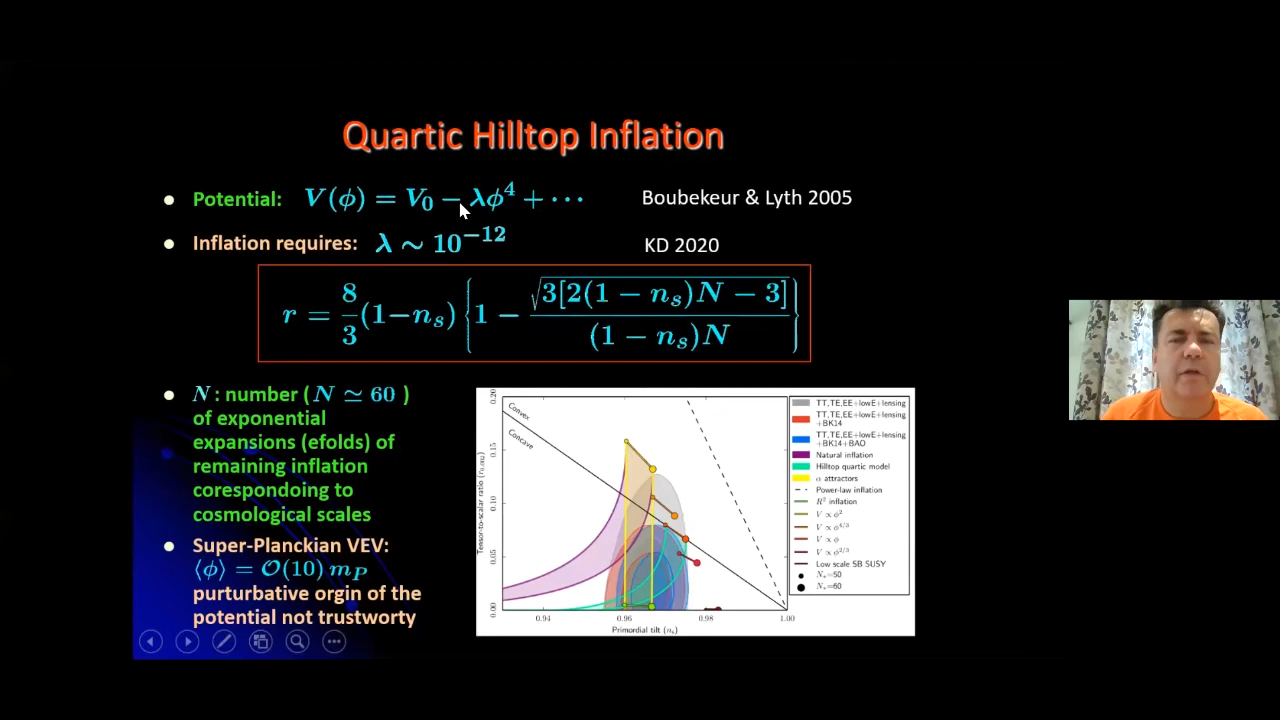 Quartic Hilltop Inflation
Potential: V(ϕ) = V₀ − λϕ⁴ + ⋯ Boubekeur & Lyth 2005
Inflation requires: λ ∼ 10⁻¹² KD 2020
r = 8/3 (1−nₛ) {1 − √3[2(1 − nₛ)N − 3] / (1 − nₛ)N}
N : number ( N ≃ 60 )
of exponential
expansions (efolds) of
remaining inflation
coresponding to
cosmological scales
Super-Planckian VEV:
⟨ϕ⟩ = 𝒪(10) m_P
purturbative orgin of the
potential not trustworty
Convex
Concave
Tensor-to-scalar ratio (r₀.₀₀₂)
0.20
0.15
0.10
0.05
0.00
0.94 0.96 0.98 1.00
Primordial tilt (nₛ)
TT,TE,EE+lowE+lensing
TT,TE,EE+lowE+lensing
+BK14
TT,TE,EE+lowE+lensing
+BK14+BAO
Natural inflation
Hilltop quartic model
α attractors
Power-law inflation
R² inflation
V ∝ ϕ²
V ∝ ϕ^4/3
V ∝ ϕ
V ∝ ϕ^2/3
Low scale SB SUSY
N*=50
N*=60